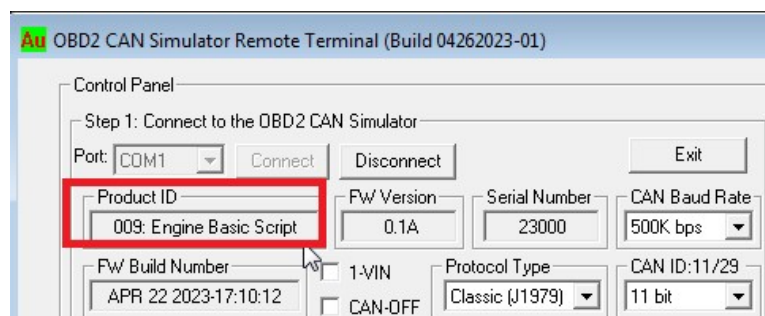 Au OBD2 CAN Simulator Remote Terminal (Build 04262023-01)
Control Panel
Step 1: Connect to the OBD2 CAN Simulator
Port: COM1 Connect Disconnect Exit
Product ID FW Version Serial Number CAN Baud Rate
009: Engine Basic Script 0.1A 23000 500K bps
FW Build Number 1-VIN Protocol Type CAN ID:11/29
APR 22 2023-17:10:12 CAN-OFF Classic (J1979) 11 bit